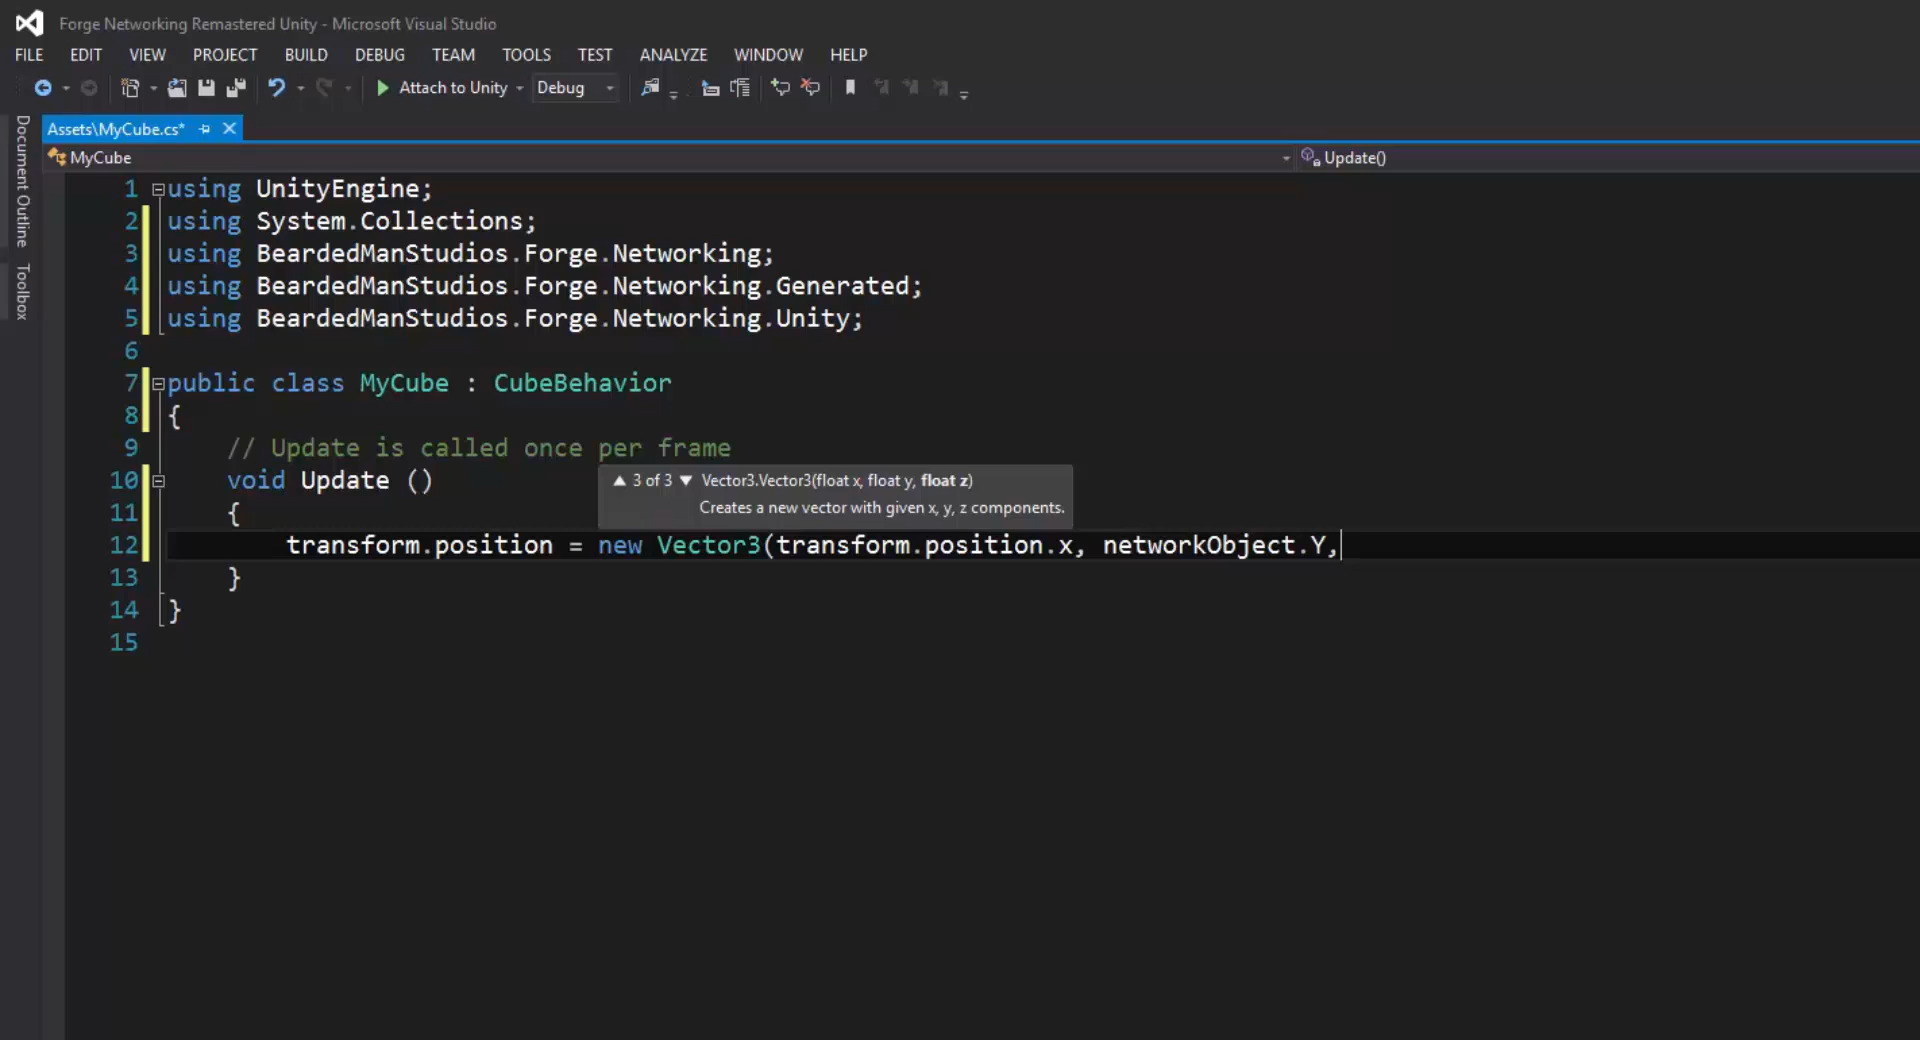 Forge Networking Remastered Unity - Microsoft Visual Studio
FILE EDIT VIEW PROJECT BUILD DEBUG TEAM TOOLS TEST ANALYZE WINDOW HELP
Attach to Unity Debug
Document Outline
Toolbox
Assets\MyCube.cs*
MyCube Update()
1 using UnityEngine;
2 using System.Collections;
3 using BeardedManStudios.Forge.Networking;
4 using BeardedManStudios.Forge.Networking.Generated;
5 using BeardedManStudios.Forge.Networking.Unity;
6
7 public class MyCube : CubeBehavior
8 {
9 // Update is called once per frame
10 void Update ()
▲ 3 of 3 ▼ Vector3.Vector3(float x, float y, float z)
Creates a new vector with given x, y, z components.
11 {
12 transform.position = new Vector3(transform.position.x, networkObject.Y,
13 }
14 }
15